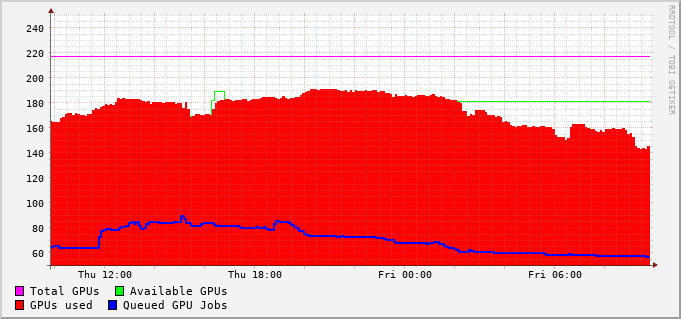 RRDTOOL / TOBI OETIKER
240
220
200
180
160
140
120
100
80
60
Thu 12:00 Thu 18:00 Fri 00:00 Fri 06:00
Total GPUs Available GPUs
GPUs used Queued GPU Jobs